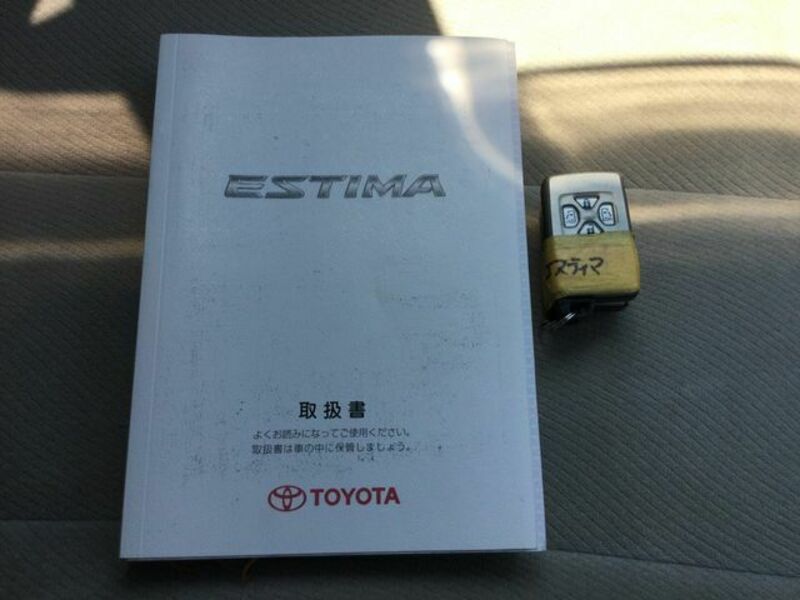 ESTIMA
エスティマ
取扱書
よくお読みになってご使用ください。
取扱書は車の中に保管しましょう。
TOYOTA